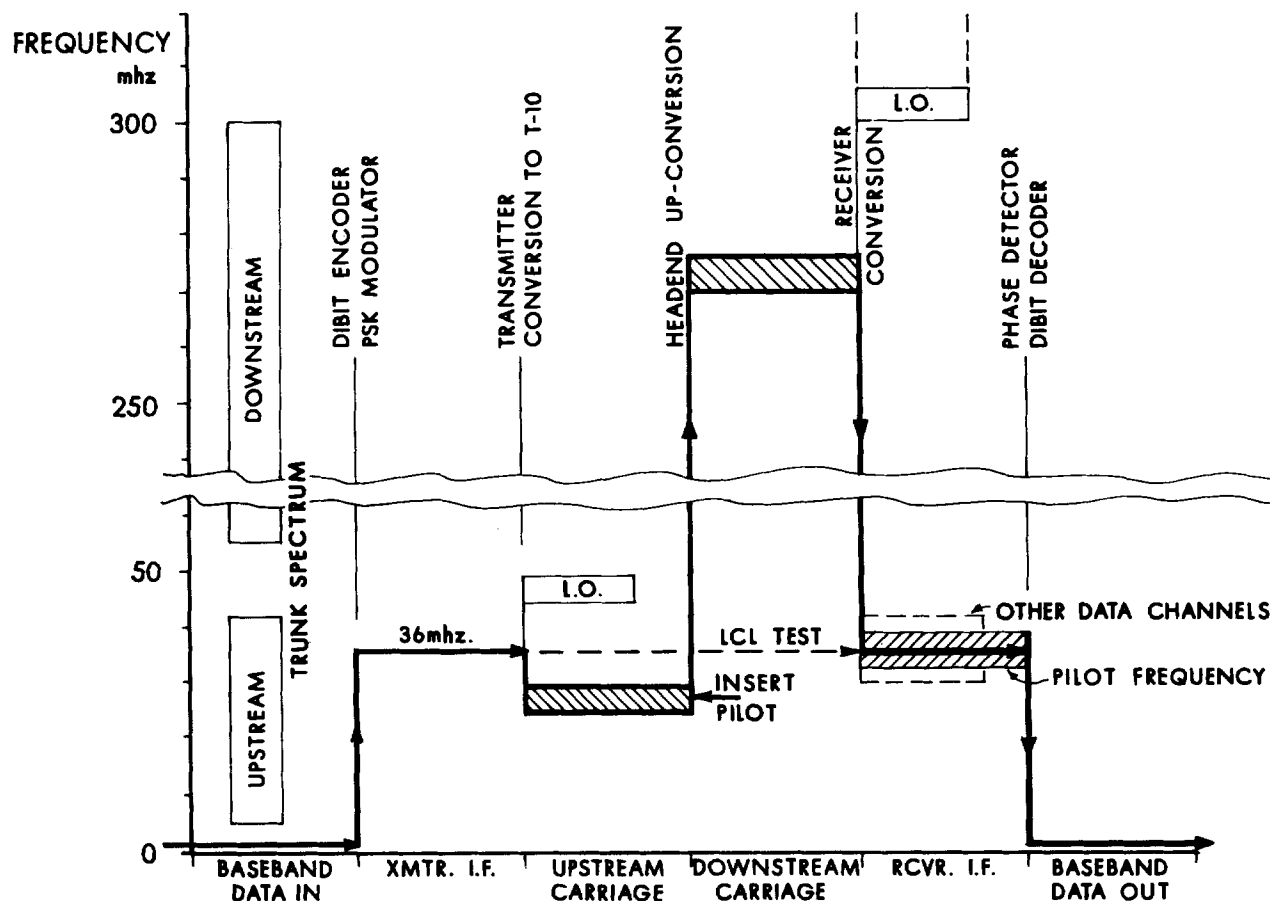 FREQUENCY
mhz
300
250
50
0
DOWNSTREAM
UPSTREAM
TRUNK SPECTRUM
DIBIT ENCODER
PSK MODULATOR
TRANSMITTER
CONVERSION TO T-10
HEADEND UP-CONVERSION
RECEIVER
CONVERSION
PHASE DETECTOR
DIBIT DECODER
L.O.
L.O.
36mhz.
LCL TEST
INSERT
PILOT
OTHER DATA CHANNELS
PILOT FREQUENCY
BASEBAND
DATA IN
XMTR. I.F.
UPSTREAM
CARRIAGE
DOWNSTREAM
CARRIAGE
RCVR. I.F.
BASEBAND
DATA OUT